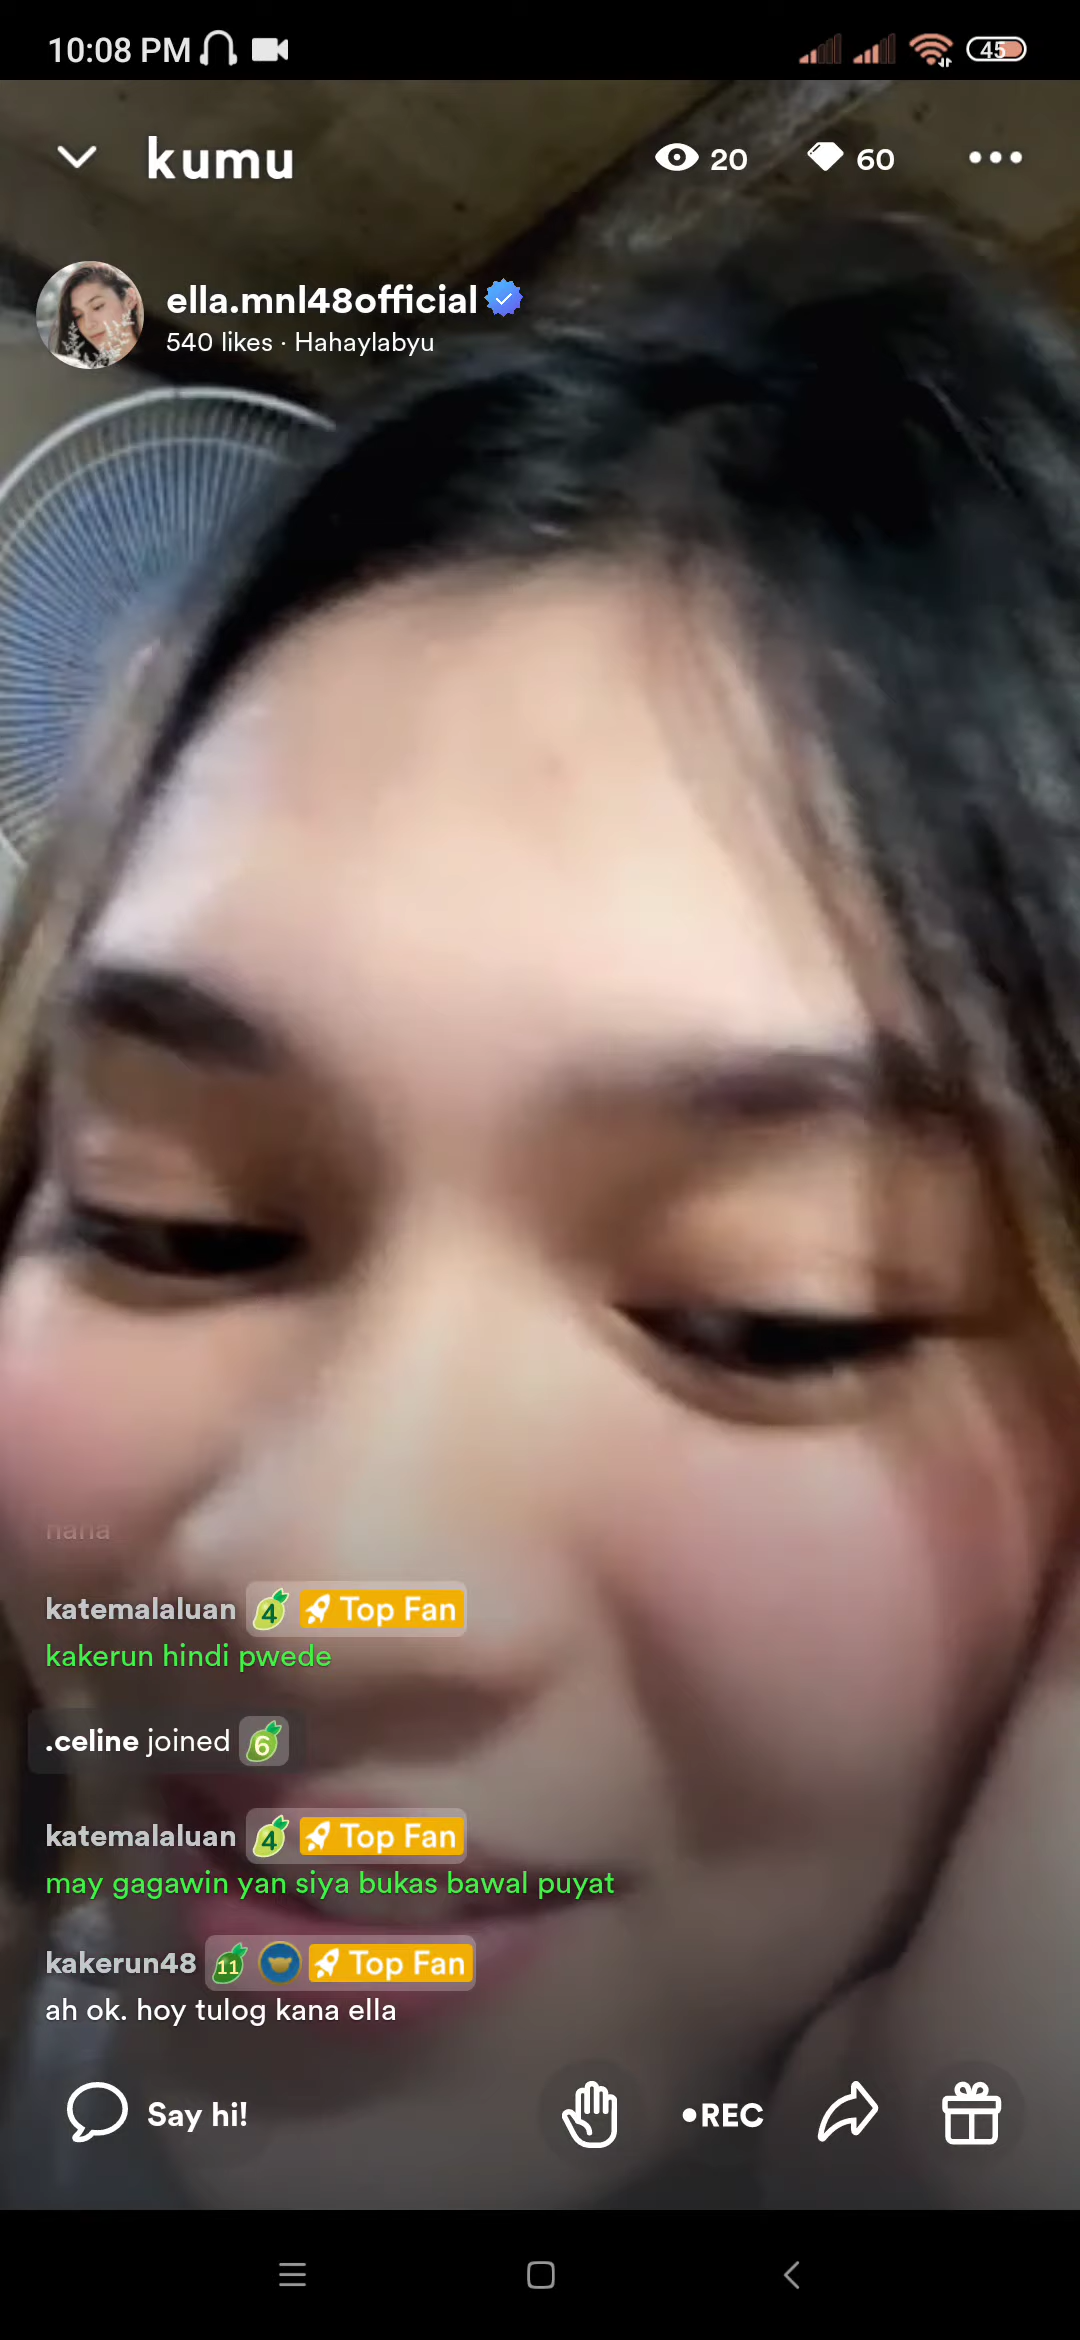 10:08 PM
45
kumu
20
60
ella.mnl48official
540 likes · Hahaylabyu
haha
katemalaluan 4 Top Fan
kakerun hindi pwede
.celine joined 6
katemalaluan 4 Top Fan
may gagawin yan siya bukas bawal puyat
kakerun48 11 Top Fan
ah ok. hoy tulog kana ella
Say hi!
•REC